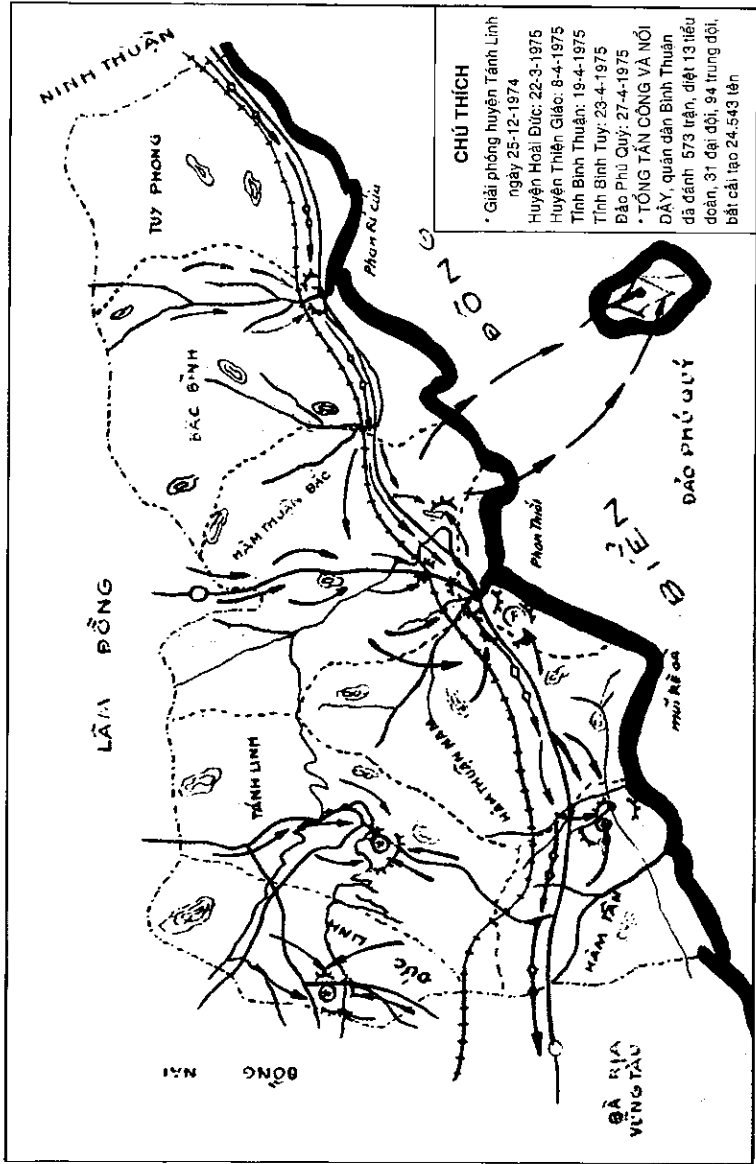 NINH THUẬN
TUY PHONG
Phan Rí Cửa
BẮC BÌNH
HÀM THUẬN BẮC
LÂM ĐỒNG
TÁNH LINH
HÀM THUẬN NAM
Phan Thiết
BIỂN
ĐÔNG
ĐẢO PHÚ QUÝ
MŨI KÊ GÀ
ĐỨC
LINH
HÀM TÂN
ĐỒNG
NAI
BÀ RỊA
VŨNG TÀU
CHÚ THÍCH
* Giải phóng huyện Tánh Linh
ngày 25-12-1974
Huyện Hoài Đức: 22-3-1975
Huyện Thiện Giáo: 8-4-1975
Tỉnh Bình Thuận: 19-4-1975
Tỉnh Bình Tuy: 23-4-1975
Đảo Phú Quý: 27-4-1975
* TỔNG TẤN CÔNG VÀ NỔI
DẬY, quân dân Bình Thuận
đã đánh 573 trận, diệt 13 tiểu
đoàn, 31 đại đội, 94 trung đội,
bắt cải tạo 24.543 tên